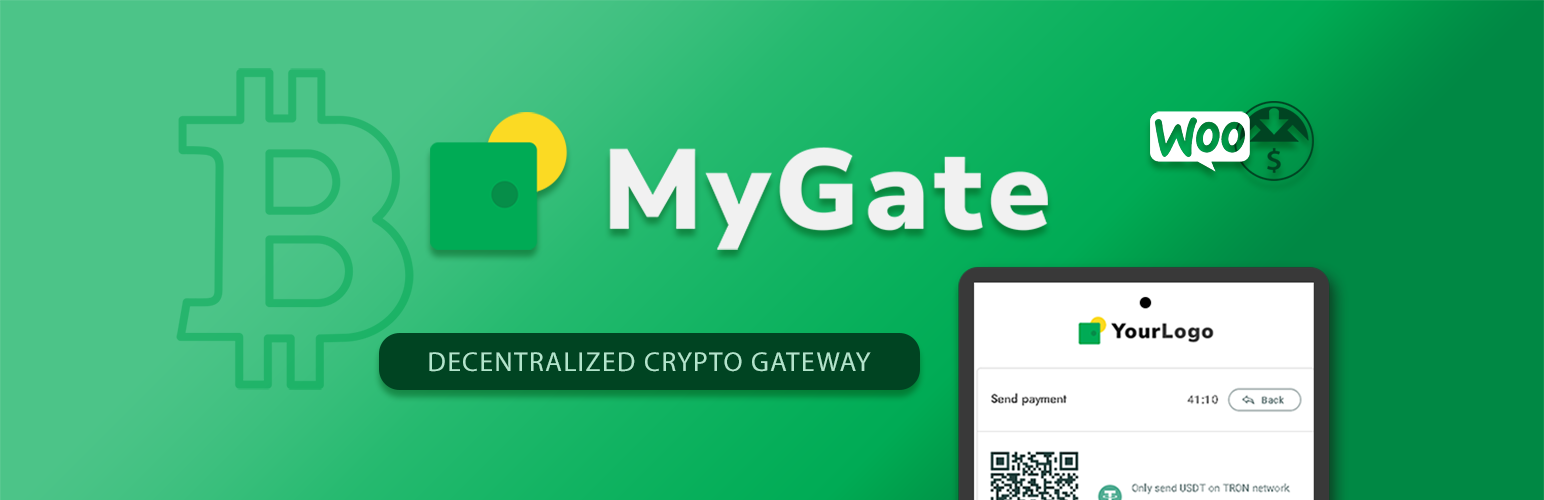 MyGate
WOO
DECENTRALIZED CRYPTO GATEWAY
YourLogo
Send payment 41:10 Back
Only send USDT on TRON network